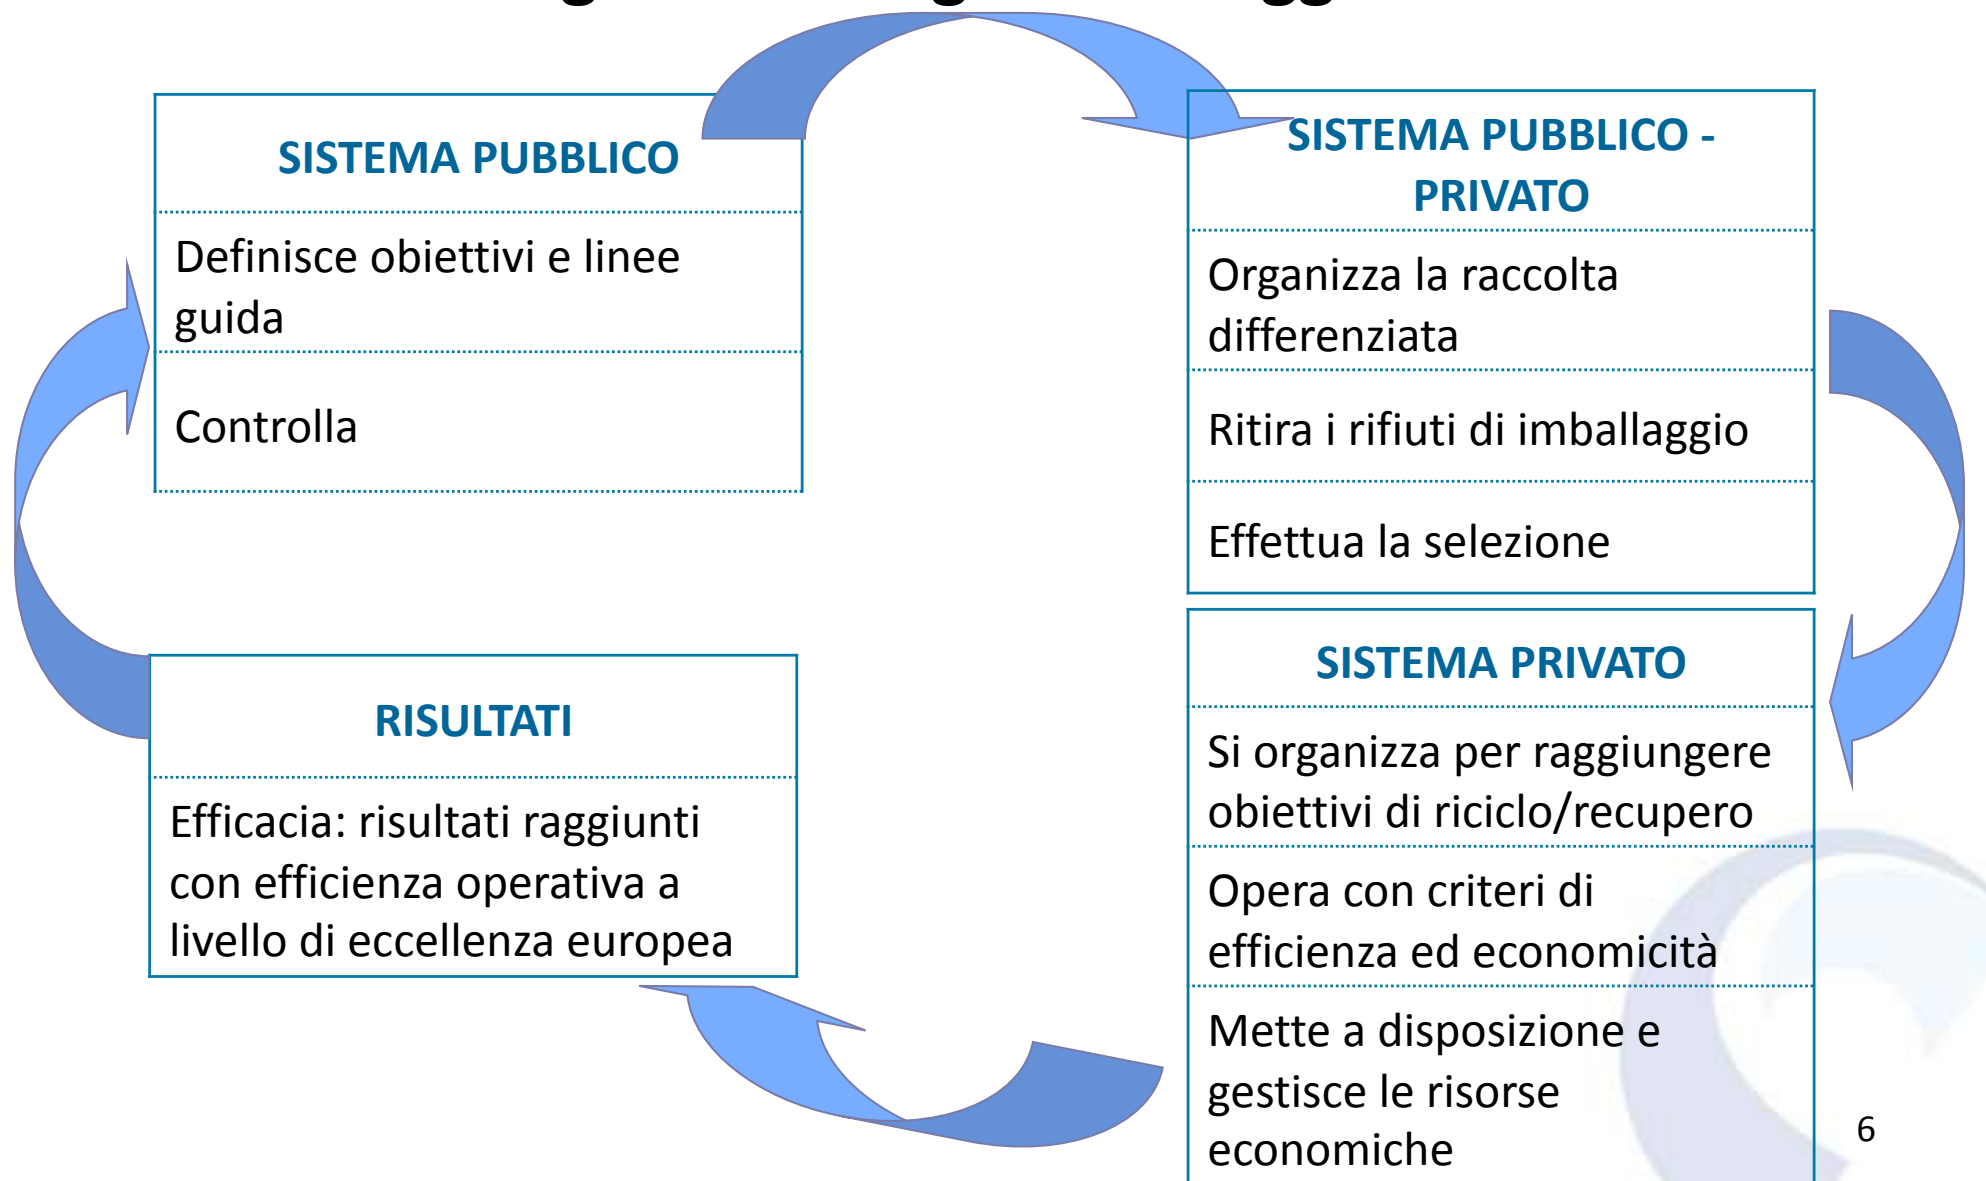 SISTEMA PUBBLICO
Definisce obiettivi e linee
guida
Controlla
SISTEMA PUBBLICO -
PRIVATO
Organizza la raccolta
differenziata
Ritira i rifiuti di imballaggio
Effettua la selezione
SISTEMA PRIVATO
Si organizza per raggiungere
obiettivi di riciclo/recupero
Opera con criteri di
efficienza ed economicità
Mette a disposizione e
gestisce le risorse
economiche
RISULTATI
Efficacia: risultati raggiunti
con efficienza operativa a
livello di eccellenza europea
6